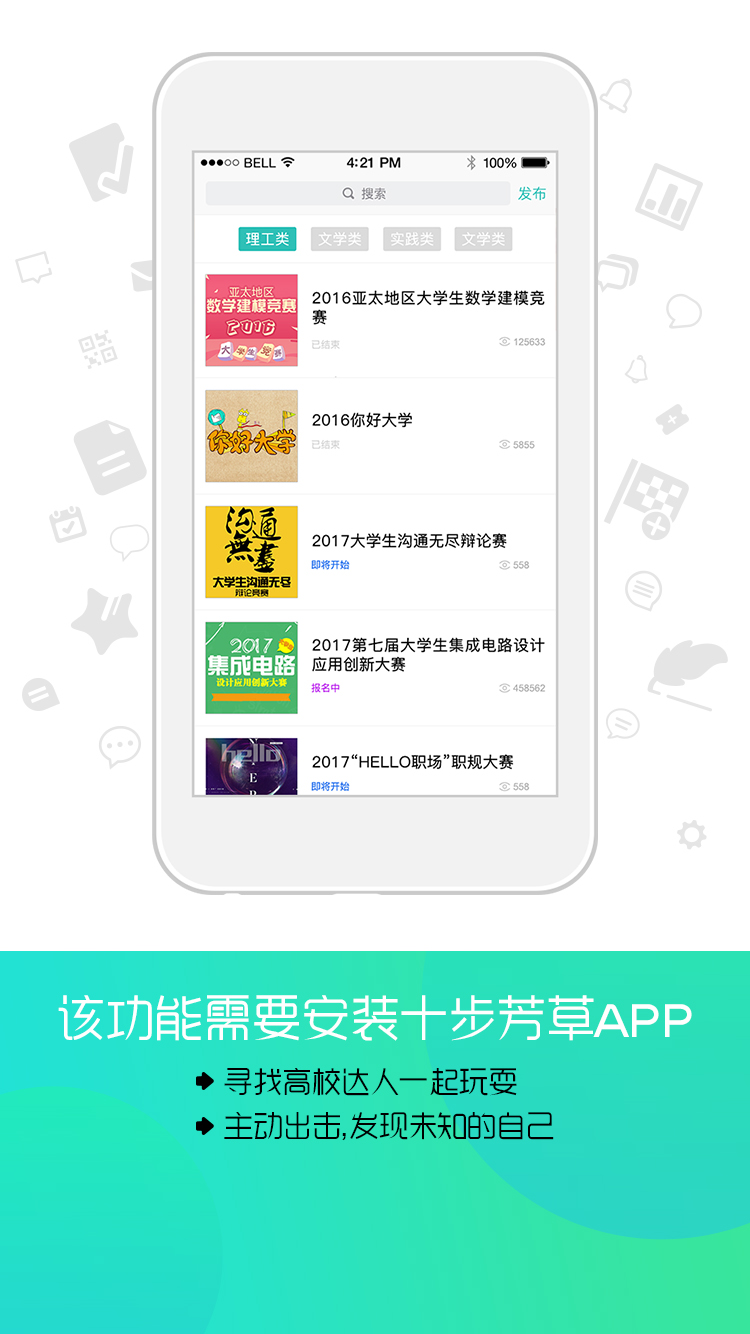 BELL
4:21 PM
100%
搜索
发布
理工类
文学类
实践类
文学类
亚太地区
数学建模竞赛
2016
大学生竞赛
2016亚太地区大学生数学建模竞
赛
已结束
125633
你好大学
2016你好大学
已结束
5855
沟通
無盡
大学生沟通无尽
辩论竞赛
2017大学生沟通无尽辩论赛
即将开始
558
2017
集成电路
设计应用创新大赛
2017第七届大学生集成电路设计
应用创新大赛
报名中
458562
hello
2017“HELLO职场”职规大赛
即将开始
558
该功能需要安装十步芳草APP
寻找高校达人一起玩耍
主动出击,发现未知的自己